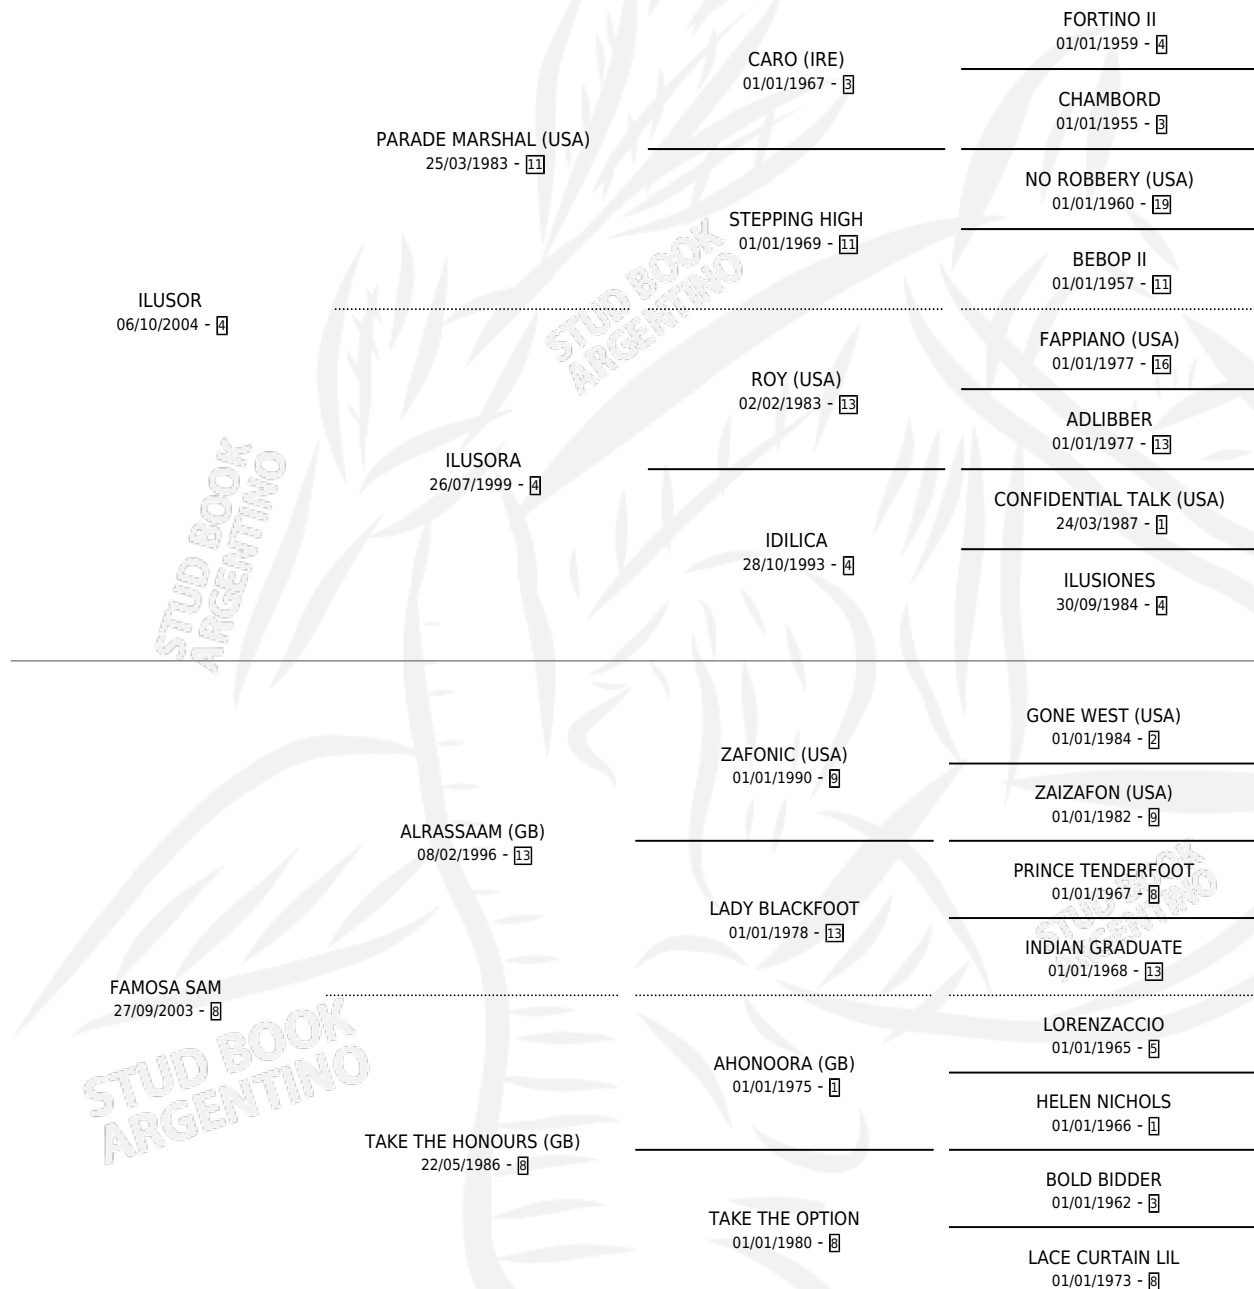 FORTINO II
01/01/1959 - 4
CARO (IRE)
01/01/1967 - 3
CHAMBORD
01/01/1955 - 3
PARADE MARSHAL (USA)
25/03/1983 - 11
NO ROBBERY (USA)
01/01/1960 - 19
STEPPING HIGH
01/01/1969 - 11
BEBOP II
01/01/1957 - 11
ILUSOR
06/10/2004 - 4
FAPPIANO (USA)
01/01/1977 - 16
ROY (USA)
02/02/1983 - 13
ADLIBBER
01/01/1977 - 13
ILUSORA
26/07/1999 - 4
CONFIDENTIAL TALK (USA)
24/03/1987 - 1
IDILICA
28/10/1993 - 4
ILUSIONES
30/09/1984 - 4
STUD BOOK
ARGENTINO
STUD BOOK
ARGENTINO
GONE WEST (USA)
01/01/1984 - 2
ZAFONIC (USA)
01/01/1990 - 9
ZAIZAFON (USA)
01/01/1982 - 9
ALRASSAAM (GB)
08/02/1996 - 13
PRINCE TENDERFOOT
01/01/1967 - 8
LADY BLACKFOOT
01/01/1978 - 13
INDIAN GRADUATE
01/01/1968 - 13
FAMOSA SAM
27/09/2003 - 8
LORENZACCIO
01/01/1965 - 5
AHONOORA (GB)
01/01/1975 - 1
HELEN NICHOLS
01/01/1966 - 1
TAKE THE HONOURS (GB)
22/05/1986 - 8
BOLD BIDDER
01/01/1962 - 3
TAKE THE OPTION
01/01/1980 - 8
LACE CURTAIN LIL
01/01/1973 - 8
STUD BOOK
ARGENTINO
STUD BOOK
ARGENTINO